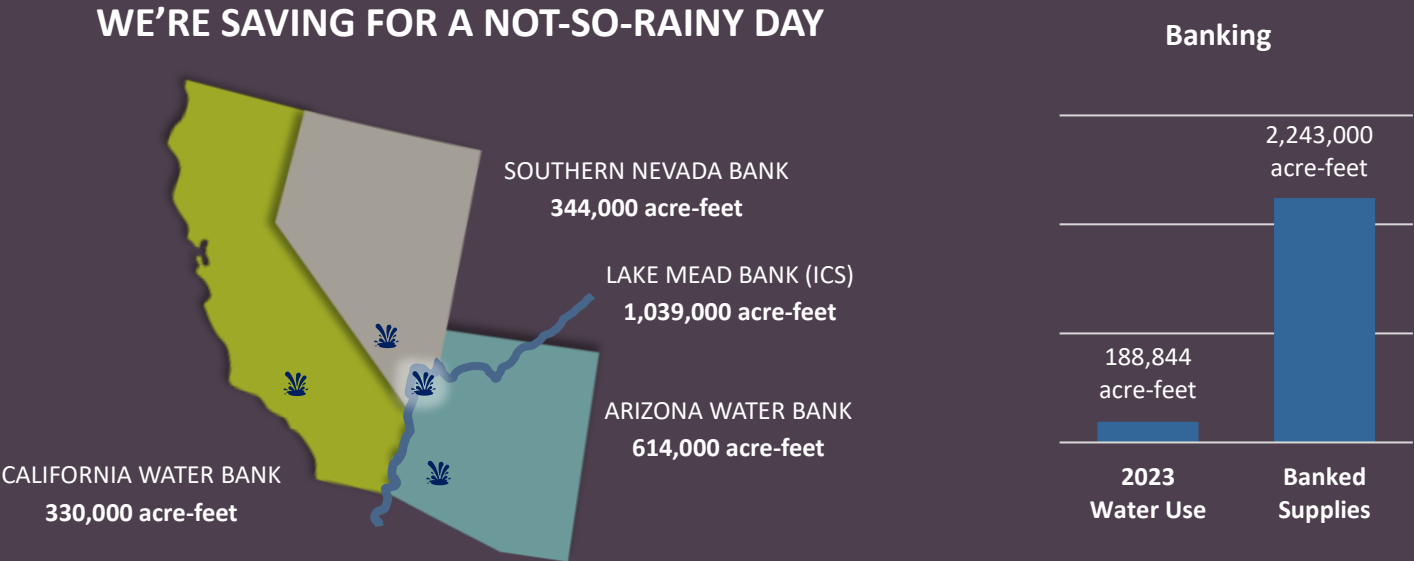 WE’RE SAVING FOR A NOT-SO-RAINY DAY
SOUTHERN NEVADA BANK
344,000 acre-feet
LAKE MEAD BANK (ICS)
1,039,000 acre-feet
ARIZONA WATER BANK
614,000 acre-feet
CALIFORNIA WATER BANK
330,000 acre-feet
Banking
2,243,000
acre-feet
188,844
acre-feet
2023
Water Use
Banked
Supplies